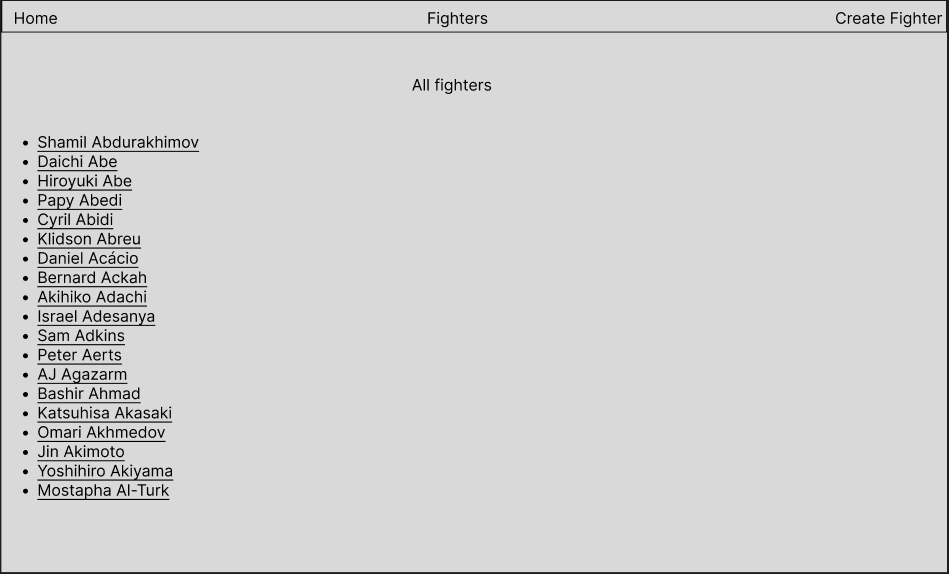 Home Fighters Create Fighter
All fighters
• Shamil Abdurakhimov
• Daichi Abe
• Hiroyuki Abe
• Papy Abedi
• Cyril Abidi
• Klidson Abreu
• Daniel Acácio
• Bernard Ackah
• Akihiko Adachi
• Israel Adesanya
• Sam Adkins
• Peter Aerts
• AJ Agazarm
• Bashir Ahmad
• Katsuhisa Akasaki
• Omari Akhmedov
• Jin Akimoto
• Yoshihiro Akiyama
• Mostapha Al-Turk